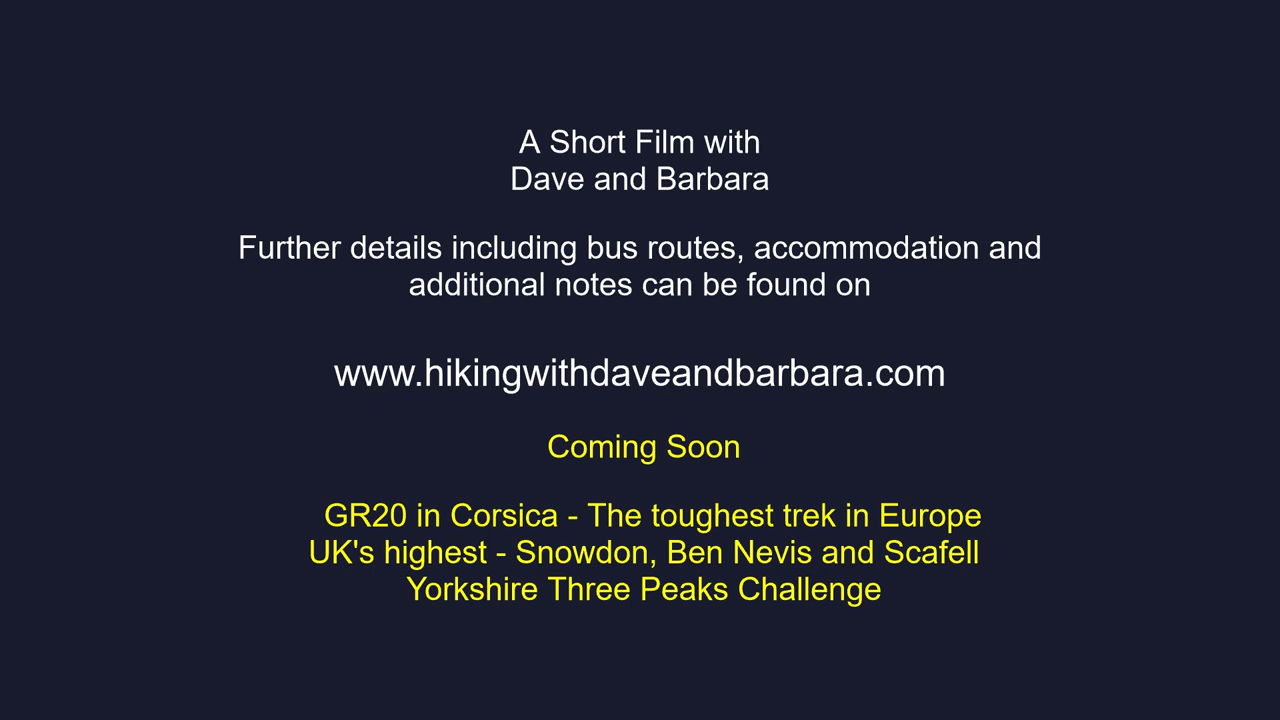 A Short Film with
Dave and Barbara
Further details including bus routes, accommodation and
additional notes can be found on
www.hikingwithdaveandbarbara.com
Coming Soon
GR20 in Corsica - The toughest trek in Europe
UK's highest - Snowdon, Ben Nevis and Scafell
Yorkshire Three Peaks Challenge